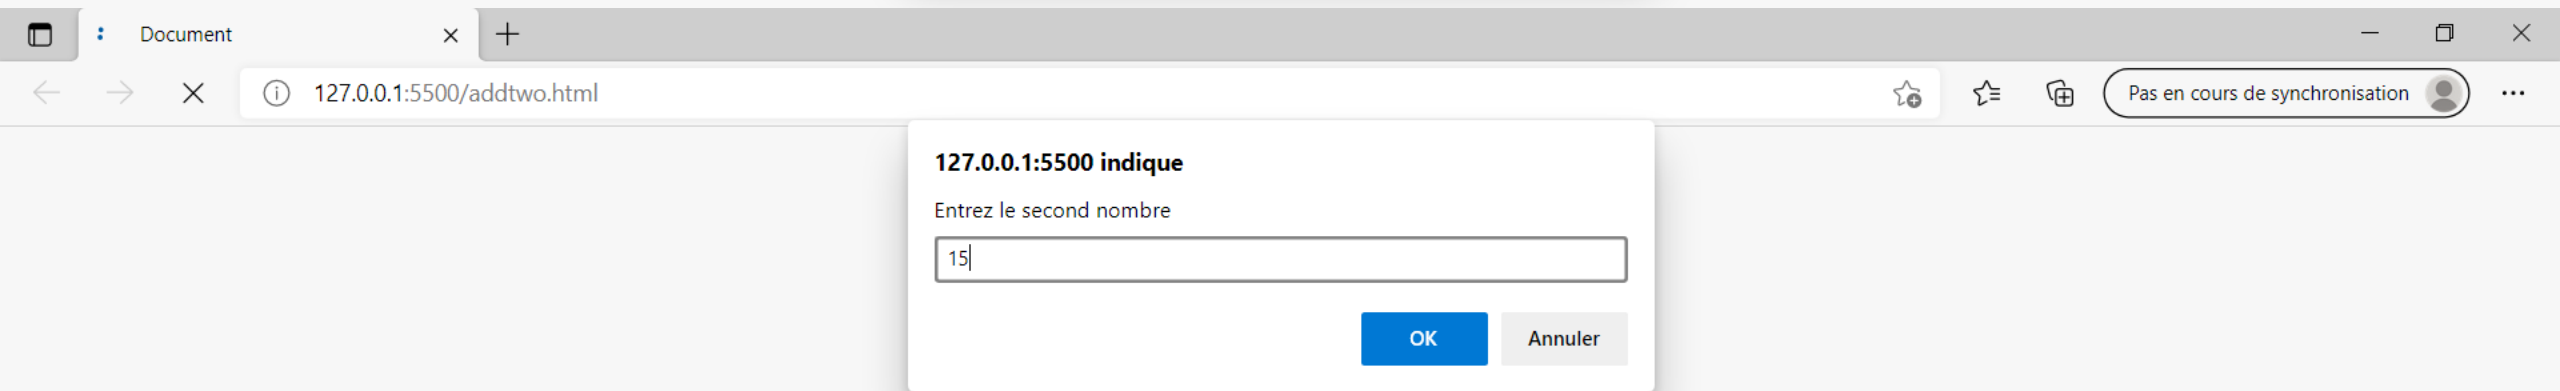 Document
127.0.0.1:5500/addtwo.html
Pas en cours de synchronisation
127.0.0.1:5500 indique
Entrez le second nombre
15
OK Annuler